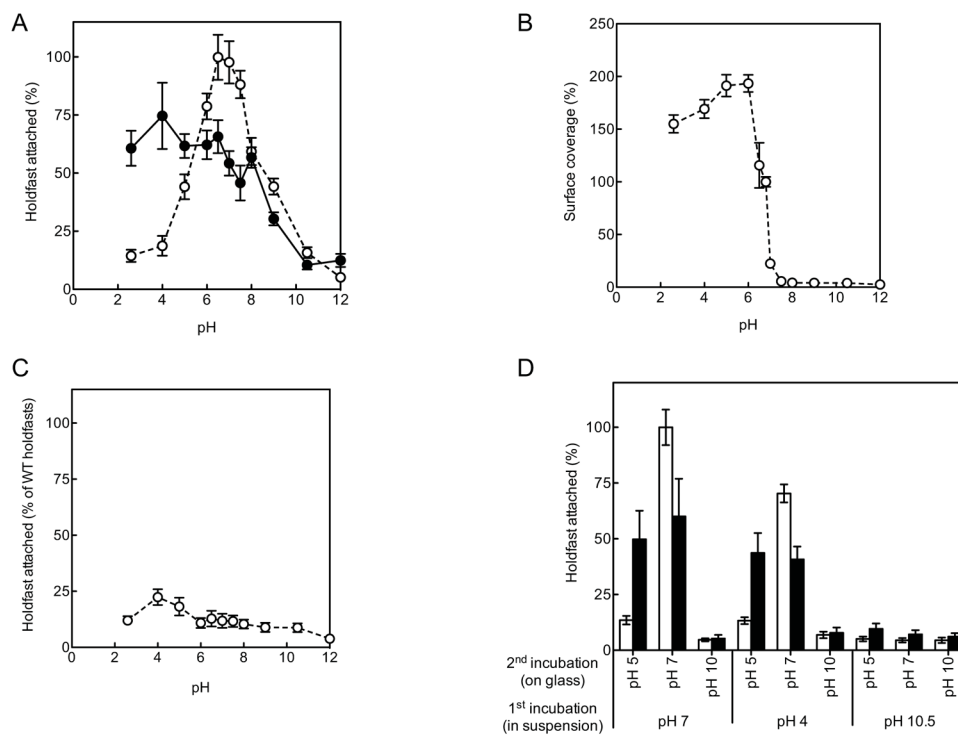 A
Holdfast attached (%)
100
75
50
25
0
0 2 4 6 8 10 12
pH
B
Surface coverage (%)
250
200
150
100
50
0
0 2 4 6 8 10 12
pH
C
Holdfast attached (% of WT holdfasts)
100
75
50
25
0
0 2 4 6 8 10 12
pH
D
Holdfast attached (%)
100
75
50
25
0
2nd incubation
(on glass)
pH 5 pH 7 pH 10 pH 5 pH 7 pH 10 pH 5 pH 7 pH 10
1st incubation
(in suspension)
pH 7 pH 4 pH 10.5